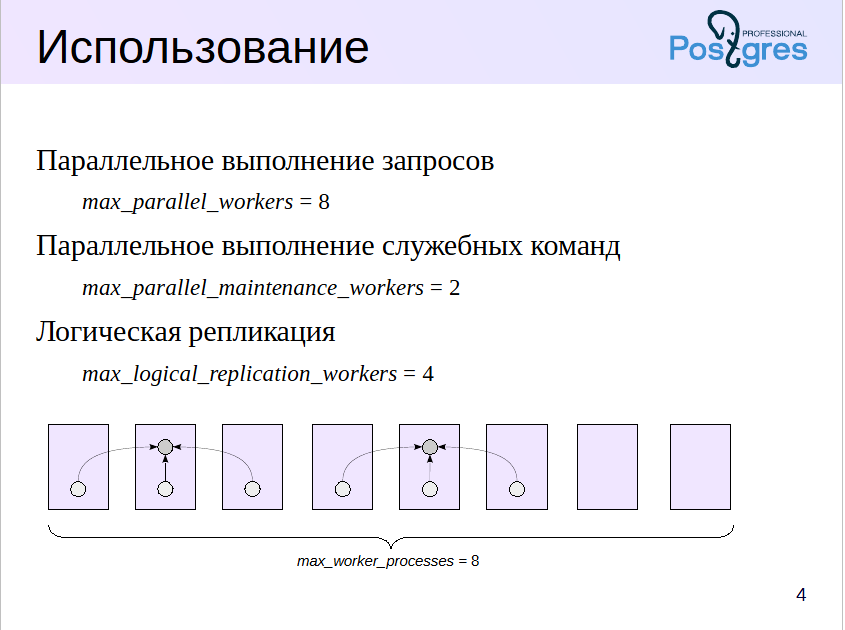 Использование
PROFESSIONAL
Postgres
Параллельное выполнение запросов
max_parallel_workers = 8
Параллельное выполнение служебных команд
max_parallel_maintenance_workers = 2
Логическая репликация
max_logical_replication_workers = 4
max_worker_processes = 8
4